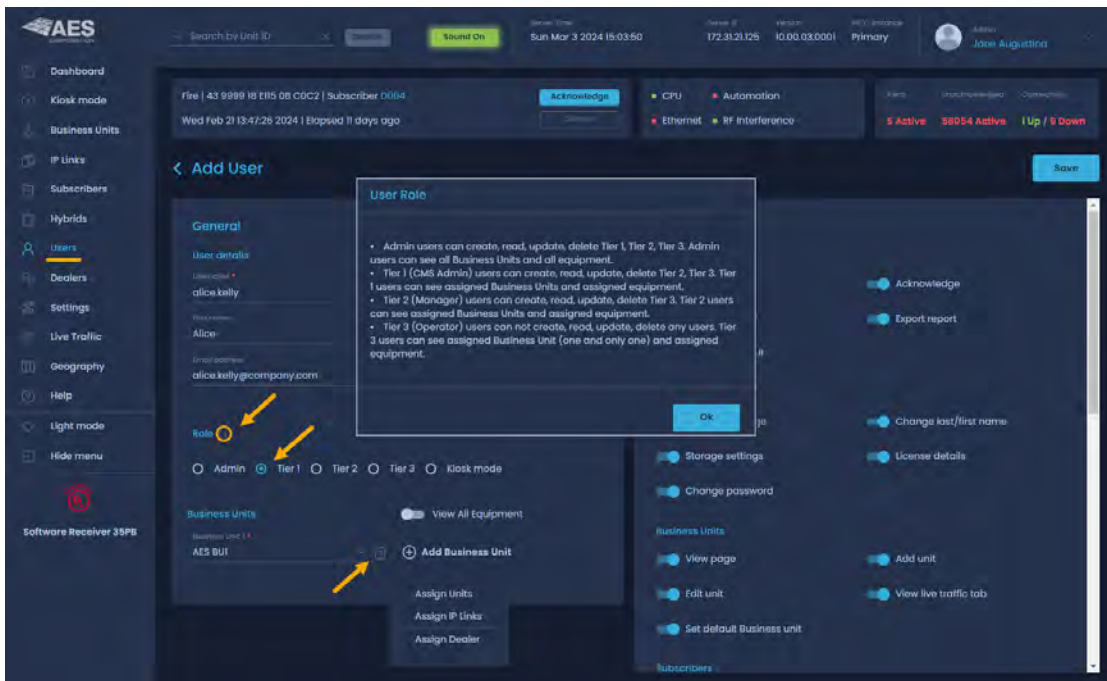 AES
Search by Unit ID
Sound On
Server Time
Sun Mar 3 2024 15:03:50
172.31.21.125
Version
10.00.03.0001
Primary
Admin
Jane Augustina
Dashboard
Kiosk mode
Business Units
IP Links
Subscribers
Hybrids
Users
Dealers
Settings
Live Traffic
Geography
Help
Light mode
Hide menu
Software Receiver 35PB
Fire | 43 9999 18 E115 08 C0C2 | Subscriber D004
Wed Feb 21 13:47:26 2024 | Elapsed 11 days ago
Acknowledge
CPU
Automation
Ethernet
RF Interference
5 Active
58054 Active
1 Up / 9 Down
Add User
Save
General
User details
Username *
alice.kelly
Alice
Email address
alice.kelly@company.com
Role
Admin
Tier 1
Tier 2
Tier 3
Kiosk mode
Business Units
View All Equipment
Business Unit 1 *
AES BU1
Add Business Unit
Assign Units
Assign IP Links
Assign Dealer
User Role
• Admin users can create, read, update, delete Tier 1, Tier 2, Tier 3. Admin
users can see all Business Units and all equipment.
• Tier 1 (CMS Admin) users can create, read, update, delete Tier 2, Tier 3. Tier
1 users can see assigned Business Units and assigned equipment.
• Tier 2 (Manager) users can create, read, update, delete Tier 3. Tier 2 users
can see assigned Business Units and assigned equipment.
• Tier 3 (Operator) users can not create, read, update, delete any users. Tier
3 users can see assigned Business Unit (one and only one) and assigned
equipment.
Ok
Acknowledge
Export report
Change last/first name
Storage settings
License details
Change password
Business Units
View page
Add unit
Edit unit
View live traffic tab
Set default Business unit
Subscribers